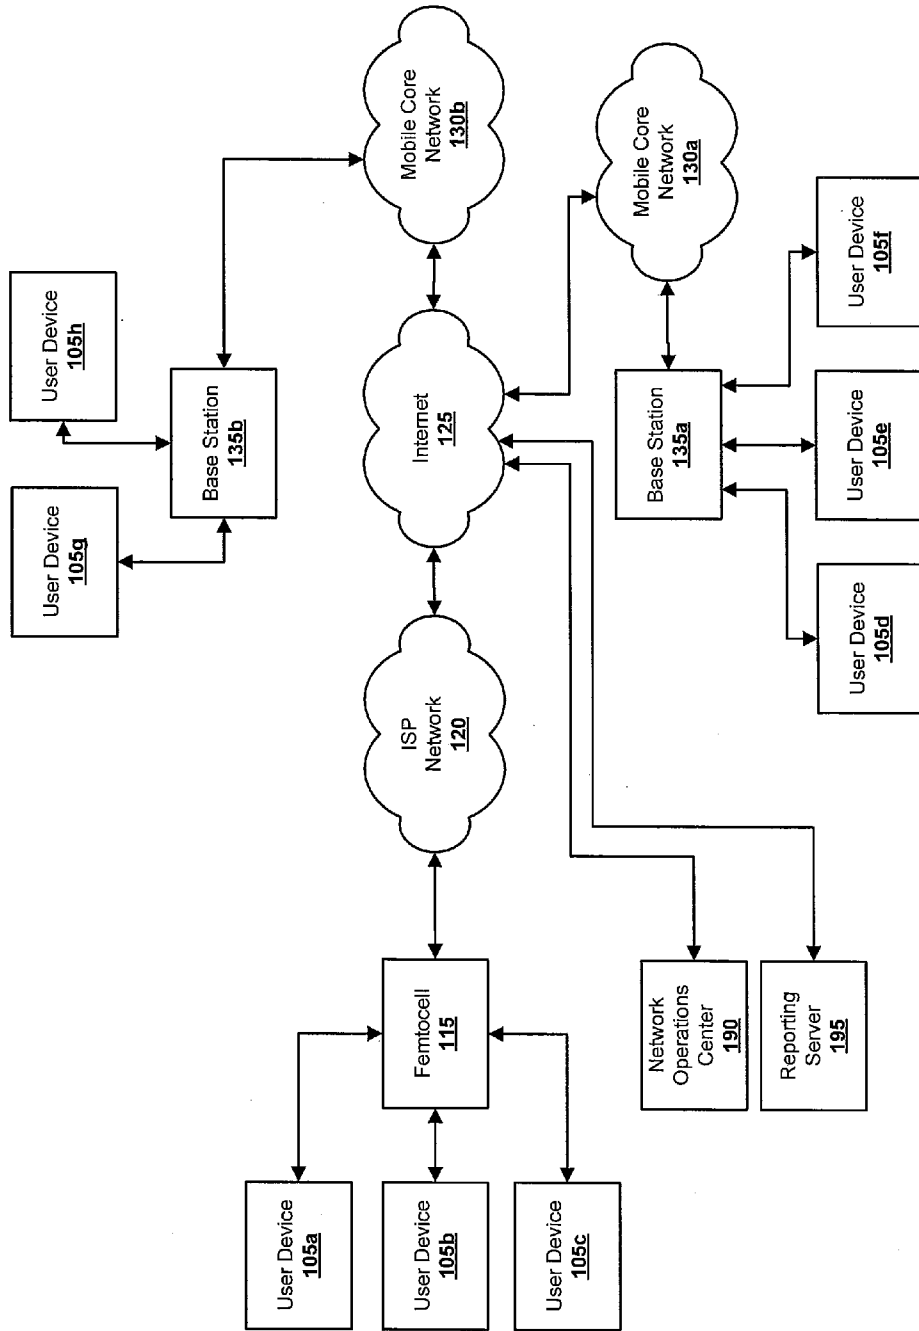 User Device
105g
User Device
105h
Base Station
135b
User Device
105a
User Device
105b
User Device
105c
Femtocell
115
ISP
Network
120
Internet
125
Mobile Core
Network
130b
Network
Operations
Center
190
Reporting
Server
195
Mobile Core
Network
130a
Base Station
135a
User Device
105d
User Device
105e
User Device
105f